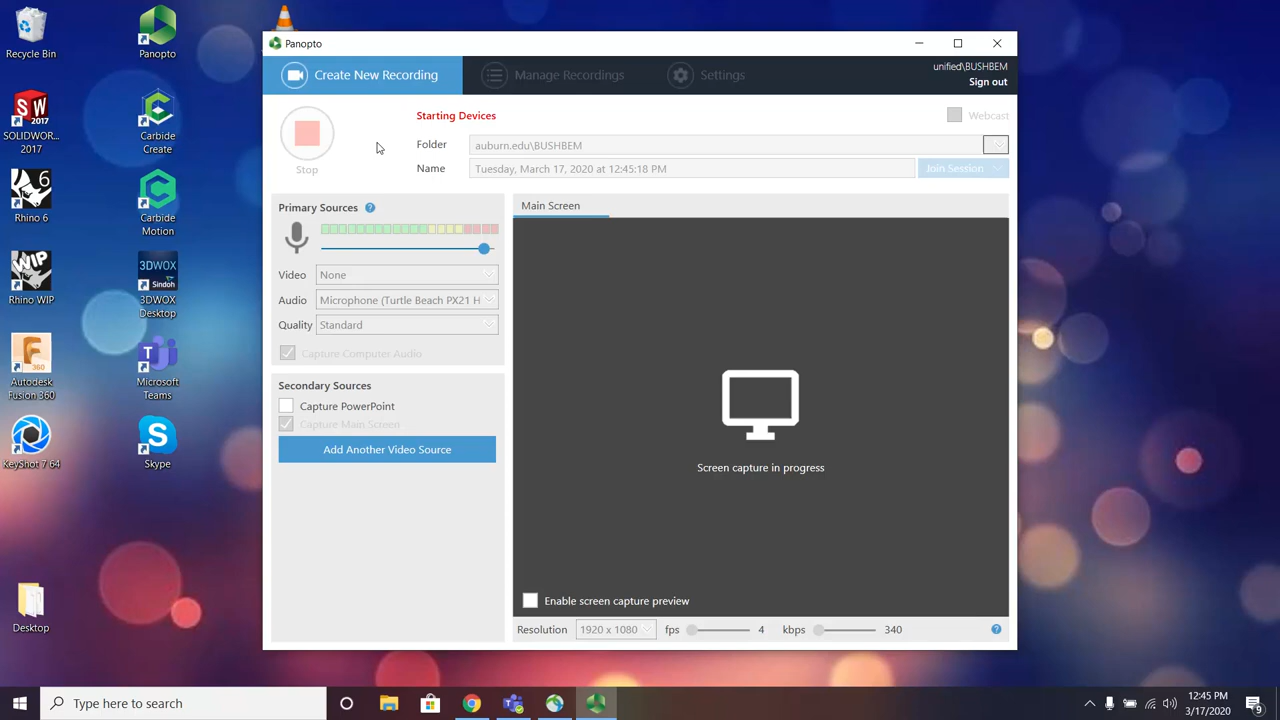 Recycle Bin
Panopto
SOLIDWOR...
2017
Carbide
Create
Rhino 6
Carbide
Motion
Rhino WIP
3DWOX
Desktop
Autodesk
Fusion 360
Microsoft
Teams
KeyShot 7 64
Skype
Desktop
Panopto
Create New Recording
Manage Recordings
Settings
unified\BUSHBEM
Sign out
Stop
Starting Devices
Webcast
Folder
auburn.edu\BUSHBEM
Name
Tuesday, March 17, 2020 at 12:45:18 PM
Join Session
Primary Sources ?
Video None
Audio Microphone (Turtle Beach PX21 H
Quality Standard
Capture Computer Audio
Secondary Sources
Capture PowerPoint
Capture Main Screen
Add Another Video Source
Main Screen
Screen capture in progress
Enable screen capture preview
Resolution 1920 x 1080 fps 4 kbps 340 ?
Type here to search
12:45 PM
3/17/2020